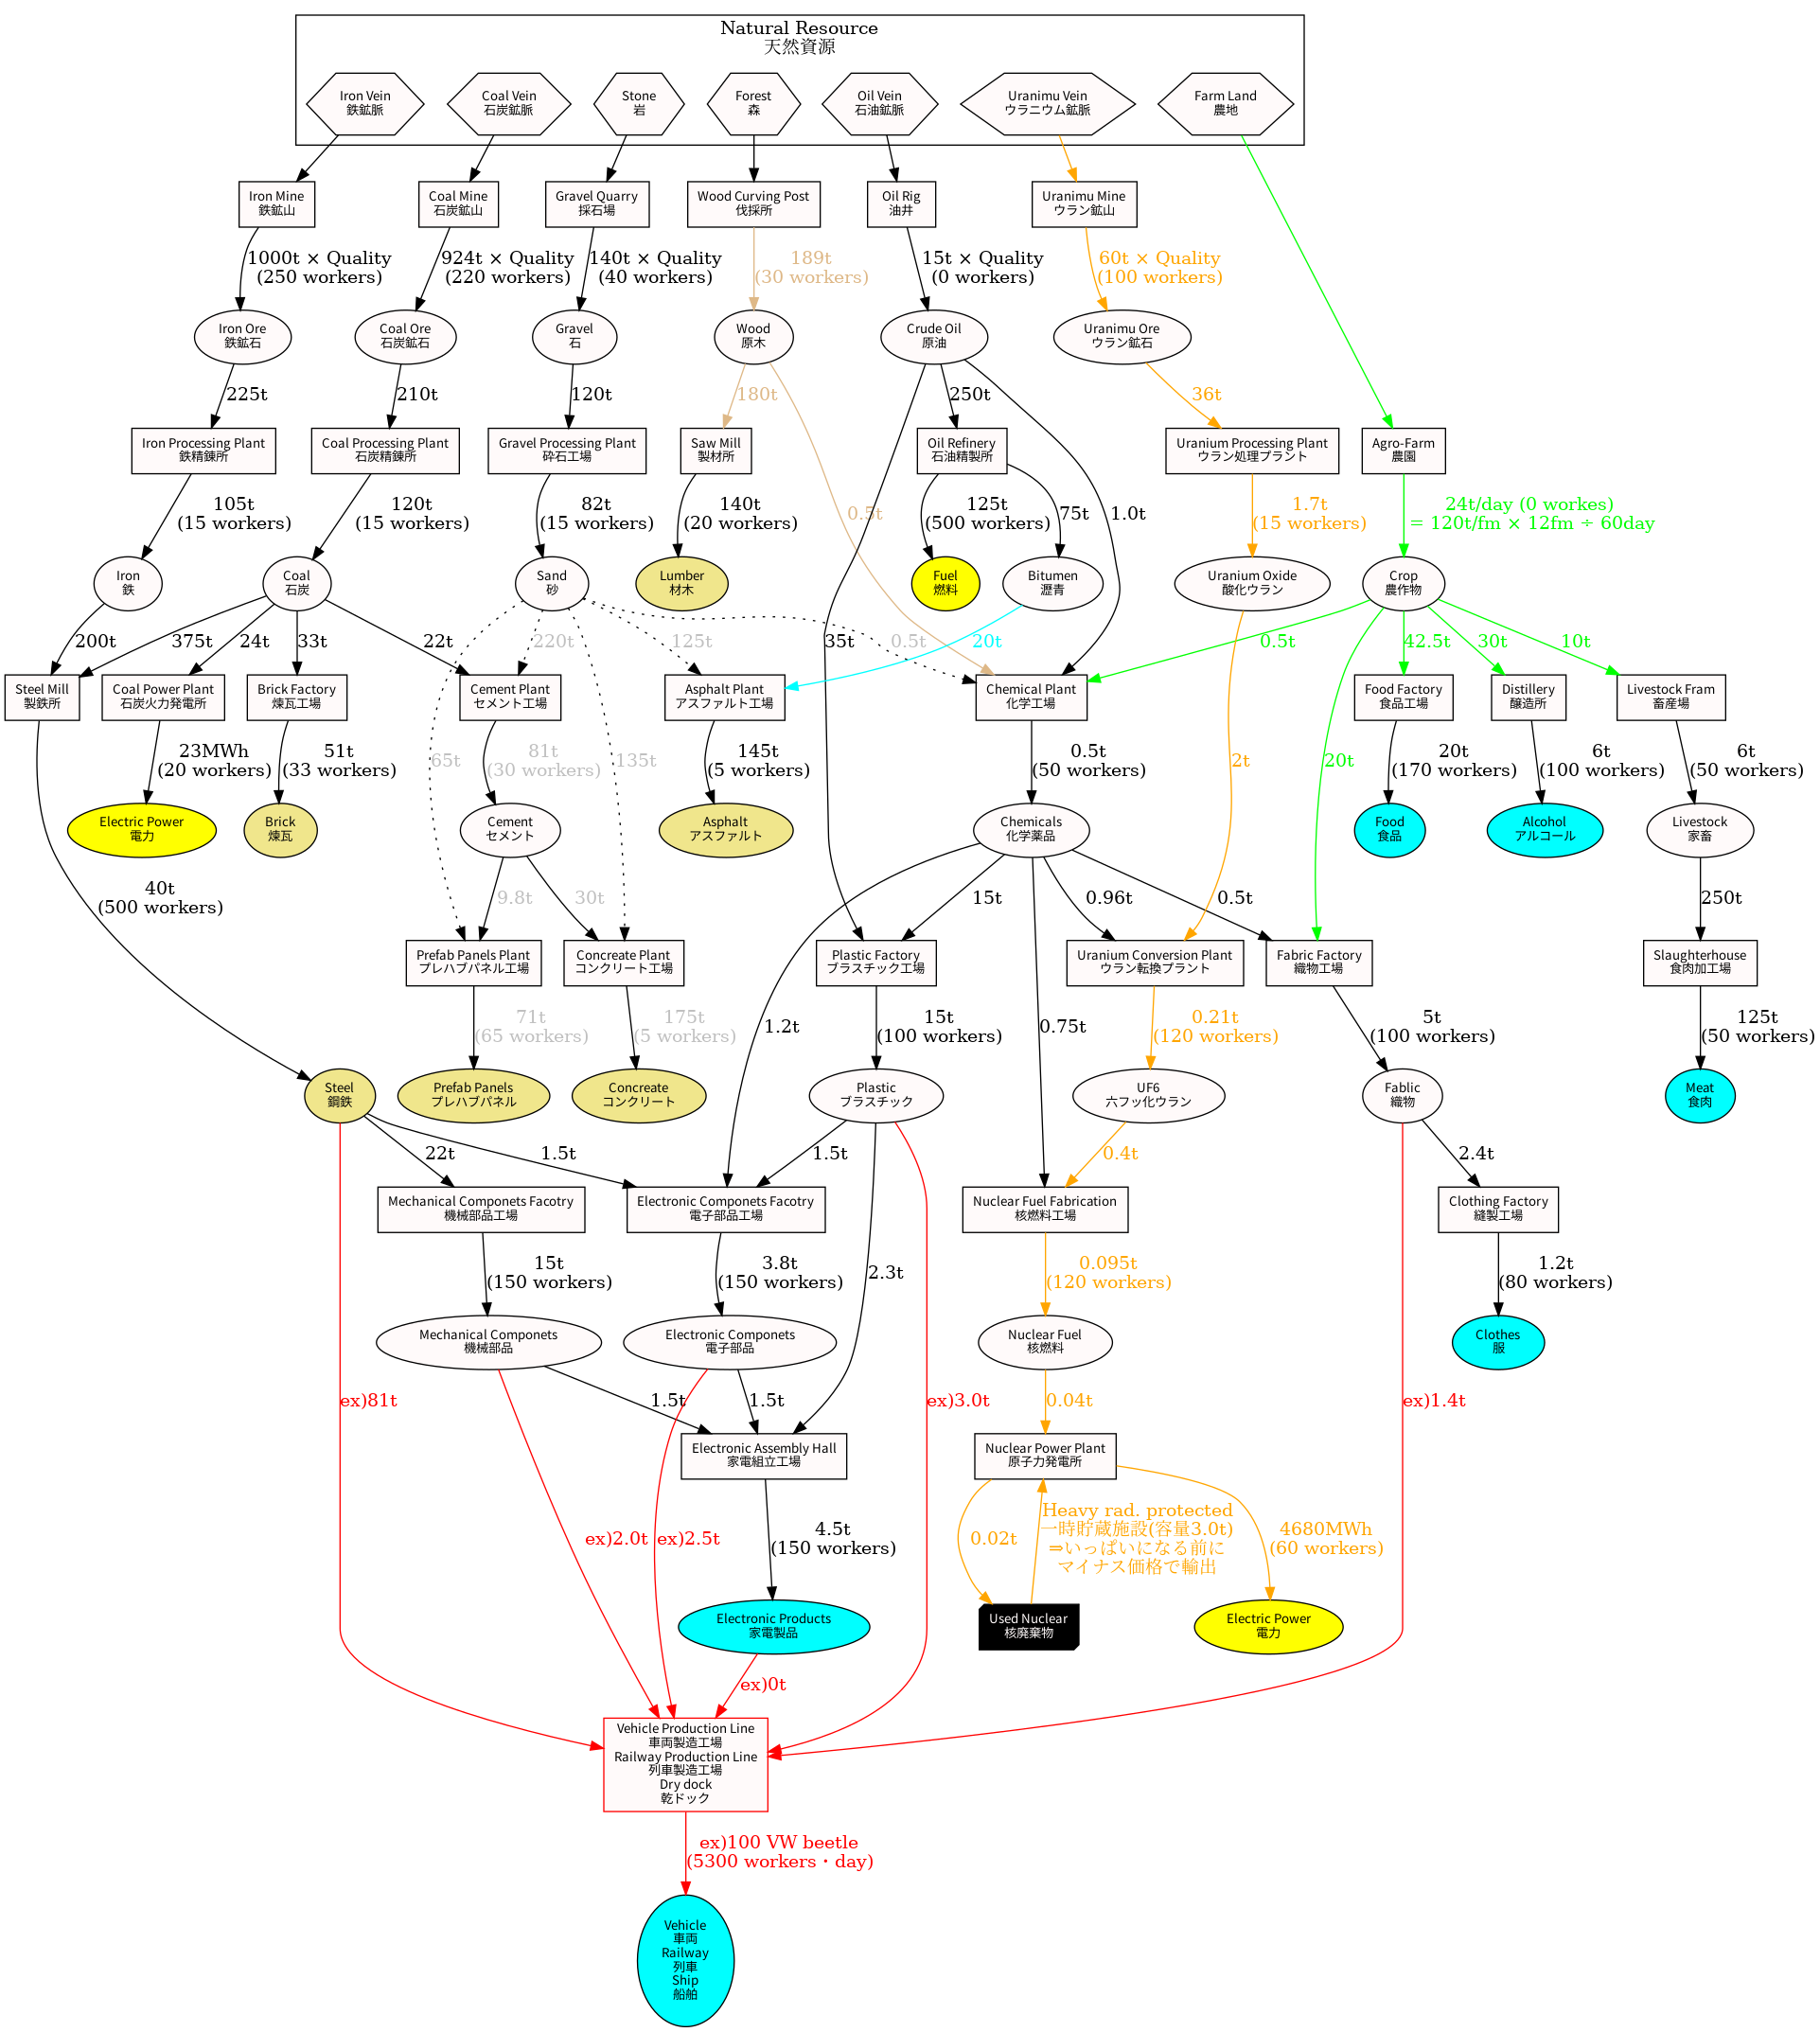 Natural Resource
天然資源
Iron Vein
鉄鉱脈
Coal Vein
石炭鉱脈
Stone
岩
Forest
森
Oil Vein
石油鉱脈
Uranimu Vein
ウラニウム鉱脈
Farm Land
農地
Iron Mine
鉄鉱山
Coal Mine
石炭鉱山
Gravel Quarry
採石場
Wood Curving Post
伐採所
Oil Rig
油井
Uranimu Mine
ウラン鉱山
1000t × Quality
(250 workers)
924t × Quality
(220 workers)
140t × Quality
(40 workers)
189t
(30 workers)
15t × Quality
(0 workers)
60t × Quality
(100 workers)
Iron Ore
鉄鉱石
Coal Ore
石炭鉱石
Gravel
石
Wood
原木
Crude Oil
原油
Uranimu Ore
ウラン鉱石
225t
210t
120t
180t
250t
36t
Iron Processing Plant
鉄精錬所
Coal Processing Plant
石炭精錬所
Gravel Processing Plant
砕石工場
Saw Mill
製材所
Oil Refinery
石油精製所
Uranium Processing Plant
ウラン処理プラント
Agro-Farm
農園
105t
(15 workers)
120t
(15 workers)
82t
(15 workers)
140t
(20 workers)
0.5t
125t
(500 workers)
75t
1.0t
1.7t
(15 workers)
24t/day (0 workes)
= 120t/fm × 12fm ÷ 60day
Iron
鉄
Coal
石炭
Sand
砂
Lumber
材木
Fuel
燃料
Bitumen
瀝青
Uranium Oxide
酸化ウラン
Crop
農作物
200t
375t
24t
33t
22t
220t
125t
35t
0.5t
20t
0.5t
42.5t
30t
10t
Steel Mill
製鉄所
Coal Power Plant
石炭火力発電所
Brick Factory
煉瓦工場
Cement Plant
セメント工場
Asphalt Plant
アスファルト工場
Chemical Plant
化学工場
Food Factory
食品工場
Distillery
醸造所
Livestock Fram
畜産場
23MWh
(20 workers)
51t
(33 workers)
65t
81t
(30 workers)
135t
145t
(5 workers)
0.5t
(50 workers)
2t
20t
20t
(170 workers)
6t
(100 workers)
6t
(50 workers)
Electric Power
電力
Brick
煉瓦
Cement
セメント
Asphalt
アスファルト
Chemicals
化学薬品
Food
食品
Alcohol
アルコール
Livestock
家畜
40t
(500 workers)
9.8t
30t
15t
0.96t
0.5t
250t
Prefab Panels Plant
プレハブパネル工場
Concreate Plant
コンクリート工場
Plastic Factory
プラスチック工場
Uranium Conversion Plant
ウラン転換プラント
Fabric Factory
織物工場
Slaughterhouse
食肉加工場
71t
(65 workers)
175t
(5 workers)
1.2t
15t
(100 workers)
0.75t
0.21t
(120 workers)
5t
(100 workers)
125t
(50 workers)
Steel
鋼鉄
Prefab Panels
プレハブパネル
Concreate
コンクリート
Plastic
プラスチック
UF6
六フッ化ウラン
Fablic
織物
Meat
食肉
22t
1.5t
1.5t
0.4t
2.4t
Mechanical Componets Facotry
機械部品工場
Electronic Componets Facotry
電子部品工場
Nuclear Fuel Fabrication
核燃料工場
Clothing Factory
縫製工場
15t
(150 workers)
3.8t
(150 workers)
2.3t
0.095t
(120 workers)
1.2t
(80 workers)
Mechanical Componets
機械部品
Electronic Componets
電子部品
Nuclear Fuel
核燃料
Clothes
服
ex)81t
1.5t
1.5t
ex)3.0t
0.04t
ex)1.4t
Electronic Assembly Hall
家電組立工場
Nuclear Power Plant
原子力発電所
ex)2.0t
ex)2.5t
4.5t
(150 workers)
0.02t
Heavy rad. protected
一時貯蔵施設(容量3.0t)
⇒いっぱいになる前に
マイナス価格で輸出
4680MWh
(60 workers)
Electronic Products
家電製品
Used Nuclear
核廃棄物
Electric Power
電力
ex)0t
Vehicle Production Line
車両製造工場
Railway Production Line
列車製造工場
Dry dock
乾ドック
ex)100 VW beetle
(5300 workers・day)
Vehicle
車両
Railway
列車
Ship
船舶